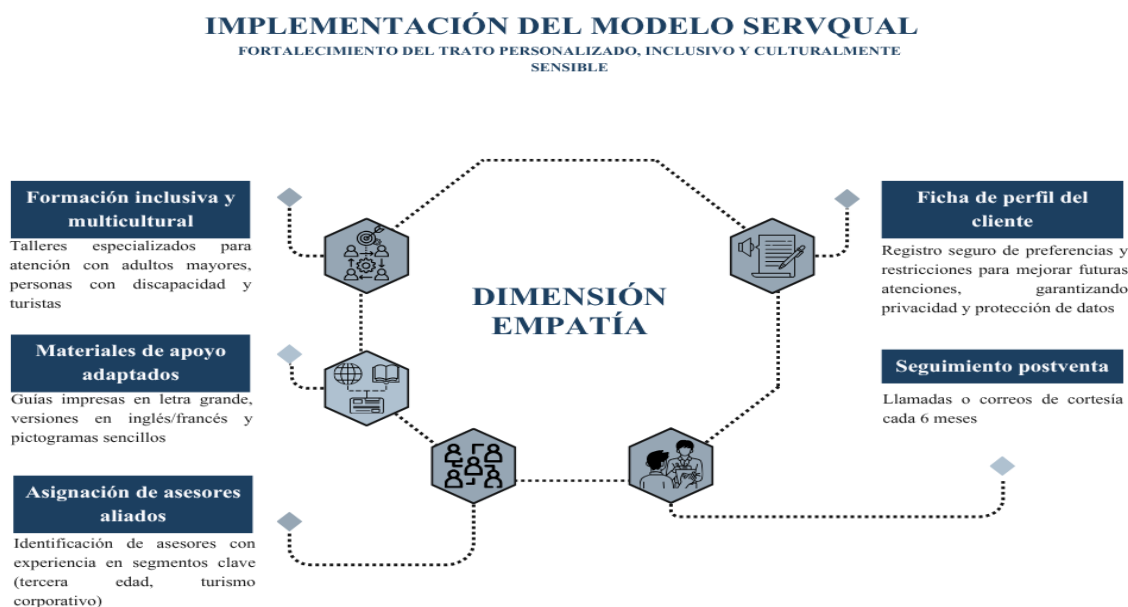 IMPLEMENTACIÓN DEL MODELO SERVQUAL
FORTALECIMIENTO DEL TRATO PERSONALIZADO, INCLUSIVO Y CULTURALMENTE
SENSIBLE
Formación inclusiva y
multicultural
Talleres especializados para
atención con adultos mayores,
personas con discapacidad y
turistas
Materiales de apoyo
adaptados
Guías impresas en letra grande,
versiones en inglés/francés y
pictogramas sencillos
Asignación de asesores
aliados
Identificación de asesores con
experiencia en segmentos clave
(tercera edad, turismo
corporativo)
DIMENSIÓN
EMPATÍA
Ficha de perfil del
cliente
Registro seguro de preferencias y
restricciones para mejorar futuras
atenciones, garantizando
privacidad y protección de datos
Seguimiento postventa
Llamadas o correos de cortesía
cada 6 meses